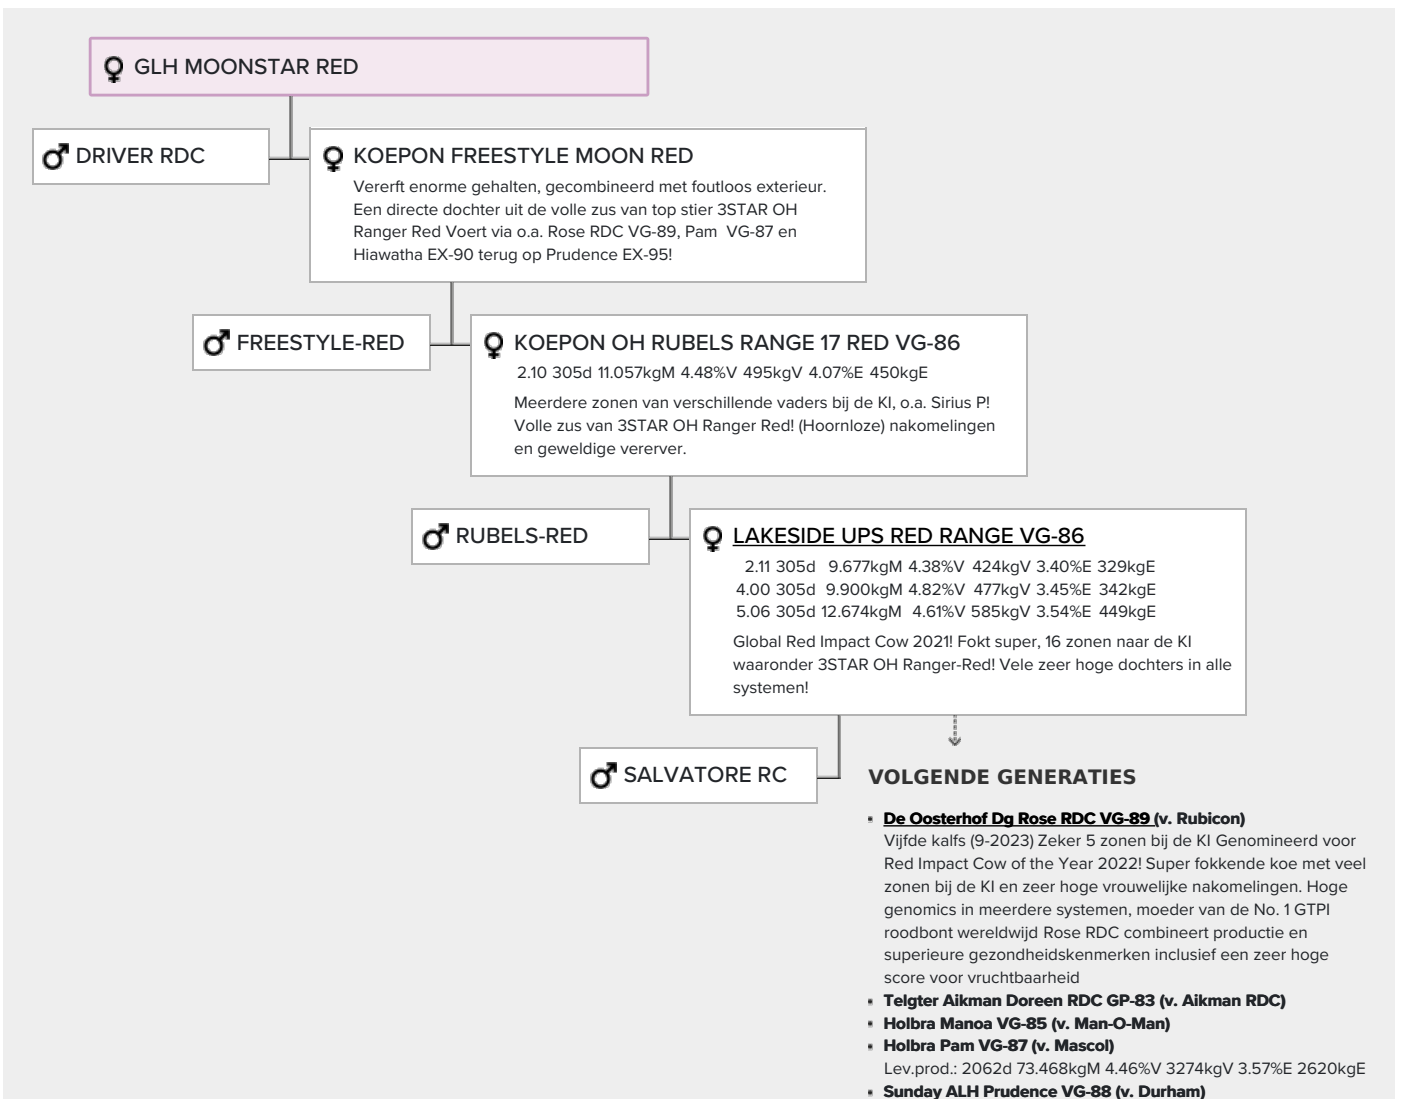 GLH MOONSTAR RED
DRIVER RDC
KOEPON FREESTYLE MOON RED
Vererft enorme gehalten, gecombineerd met foutloos exterieur.
Een directe dochter uit de volle zus van top stier 3STAR OH
Ranger Red Voert via o.a. Rose RDC VG-89, Pam VG-87 en
Hiawatha EX-90 terug op Prudence EX-95!
FREESTYLE-RED
KOEPON OH RUBELS RANGE 17 RED VG-86
2.10 305d 11.057kgM 4.48%V 495kgV 4.07%E 450kgE
Meerdere zonen van verschillende vaders bij de KI, o.a. Sirius P!
Volle zus van 3STAR OH Ranger Red! (Hoornloze) nakomelingen
en geweldige vererver.
RUBELS-RED
LAKESIDE UPS RED RANGE VG-86
2.11 305d 9.677kgM 4.38%V 424kgV 3.40%E 329kgE
4.00 305d 9.900kgM 4.82%V 477kgV 3.45%E 342kgE
5.06 305d 12.674kgM 4.61%V 585kgV 3.54%E 449kgE
Global Red Impact Cow 2021! Fokt super, 16 zonen naar de KI
waaronder 3STAR OH Ranger-Red! Vele zeer hoge dochters in alle
systemen!
SALVATORE RC
VOLGENDE GENERATIES
De Oosterhof Dg Rose RDC VG-89 (v. Rubicon)
Vijfde kalfs (9-2023) Zeker 5 zonen bij de KI Genomineerd voor
Red Impact Cow of the Year 2022! Super fokkende koe met veel
zonen bij de KI en zeer hoge vrouwelijke nakomelingen. Hoge
genomics in meerdere systemen, moeder van de No. 1 GTPI
roodbont wereldwijd Rose RDC combineert productie en
superieure gezondheidskenmerken inclusief een zeer hoge
score voor vruchtbaarheid
Telgter Aikman Doreen RDC GP-83 (v. Aikman RDC)
Holbra Manoa VG-85 (v. Man-O-Man)
Holbra Pam VG-87 (v. Mascol)
Lev.prod.: 2062d 73.468kgM 4.46%V 3274kgV 3.57%E 2620kgE
Sunday ALH Prudence VG-88 (v. Durham)